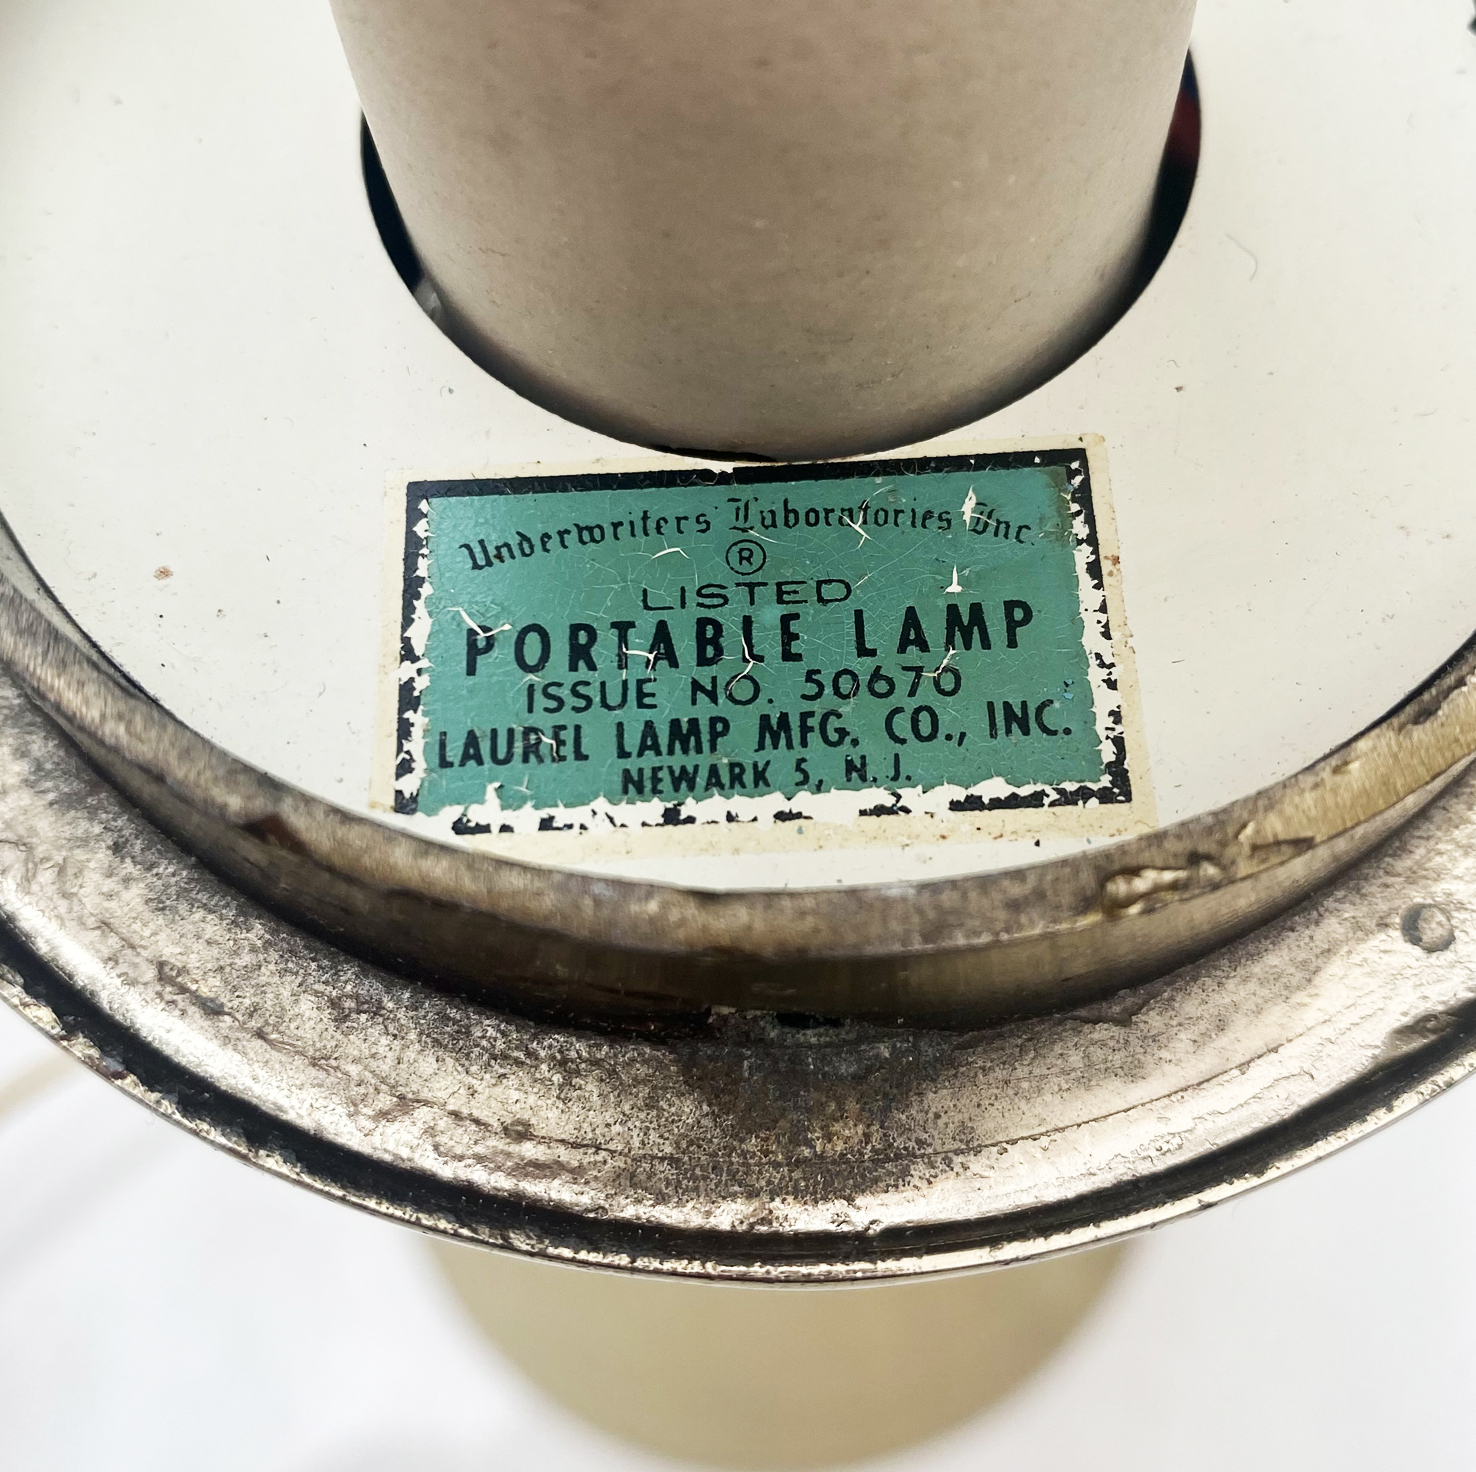 Underwriters Laboratories Inc.
®
LISTED
PORTABLE LAMP
ISSUE NO. 50670
LAUREL LAMP MFG. CO., INC.
NEWARK 5, N.J.